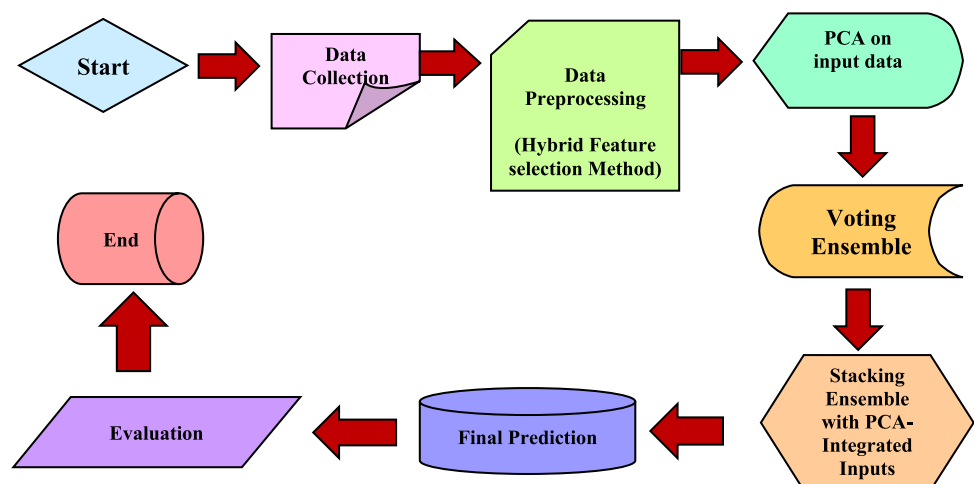 Start
Data
Collection
Data
Preprocessing
(Hybrid Feature
selection Method)
PCA on
input data
Voting
Ensemble
Stacking
Ensemble
with PCA-
Integrated
Inputs
Final Prediction
Evaluation
End